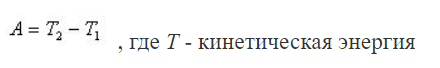 A = T₂ − T₁ , где T - кинетическая энергия